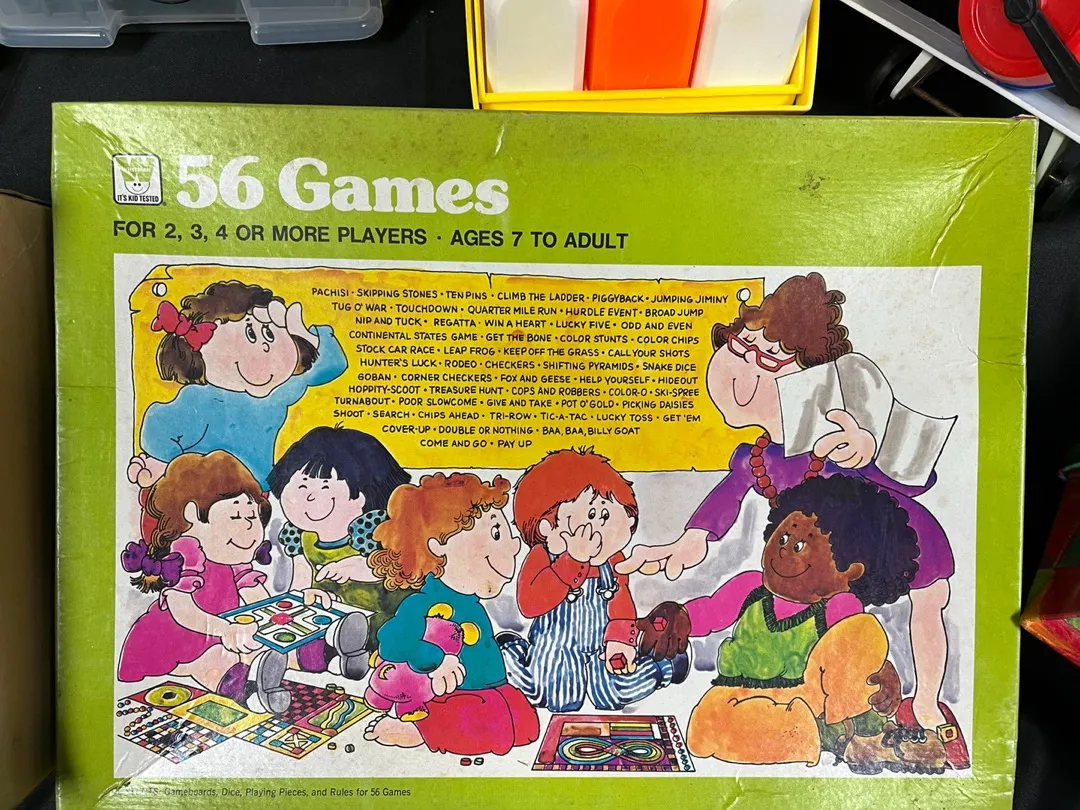 WHITMAN
IT'S KID TESTED
56 Games
FOR 2, 3, 4 OR MORE PLAYERS · AGES 7 TO ADULT
PACHISI · SKIPPING STONES · TEN PINS · CLIMB THE LADDER · PIGGYBACK · JUMPING JIMINY
TUG O' WAR · TOUCHDOWN · QUARTER MILE RUN · HURDLE EVENT · BROAD JUMP
NIP AND TUCK · REGATTA · WIN A HEART · LUCKY FIVE · ODD AND EVEN
CONTINENTAL STATES GAME · GET THE BONE · COLOR STUNTS · COLOR CHIPS
STOCK CAR RACE · LEAP FROG · KEEP OFF THE GRASS · CALL YOUR SHOTS
HUNTER'S LUCK · RODEO · CHECKERS · SHIFTING PYRAMIDS · SNAKE DICE
GOBAN · CORNER CHECKERS · FOX AND GEESE · HELP YOURSELF · HIDEOUT
HOPPITY-SCOOT · TREASURE HUNT · COPS AND ROBBERS · COLOR-O · SKI-SPREE
TURNABOUT · POOR SLOWCOME · GIVE AND TAKE · POT O' GOLD · PICKING DAISIES
SHOOT · SEARCH · CHIPS AHEAD · TRI-ROW · TIC-A-TAC · LUCKY TOSS · GET 'EM
COVER-UP · DOUBLE OR NOTHING · BAA, BAA, BILLY GOAT
COME AND GO · PAY UP
Gameboards, Dice, Playing Pieces, and Rules for 56 Games